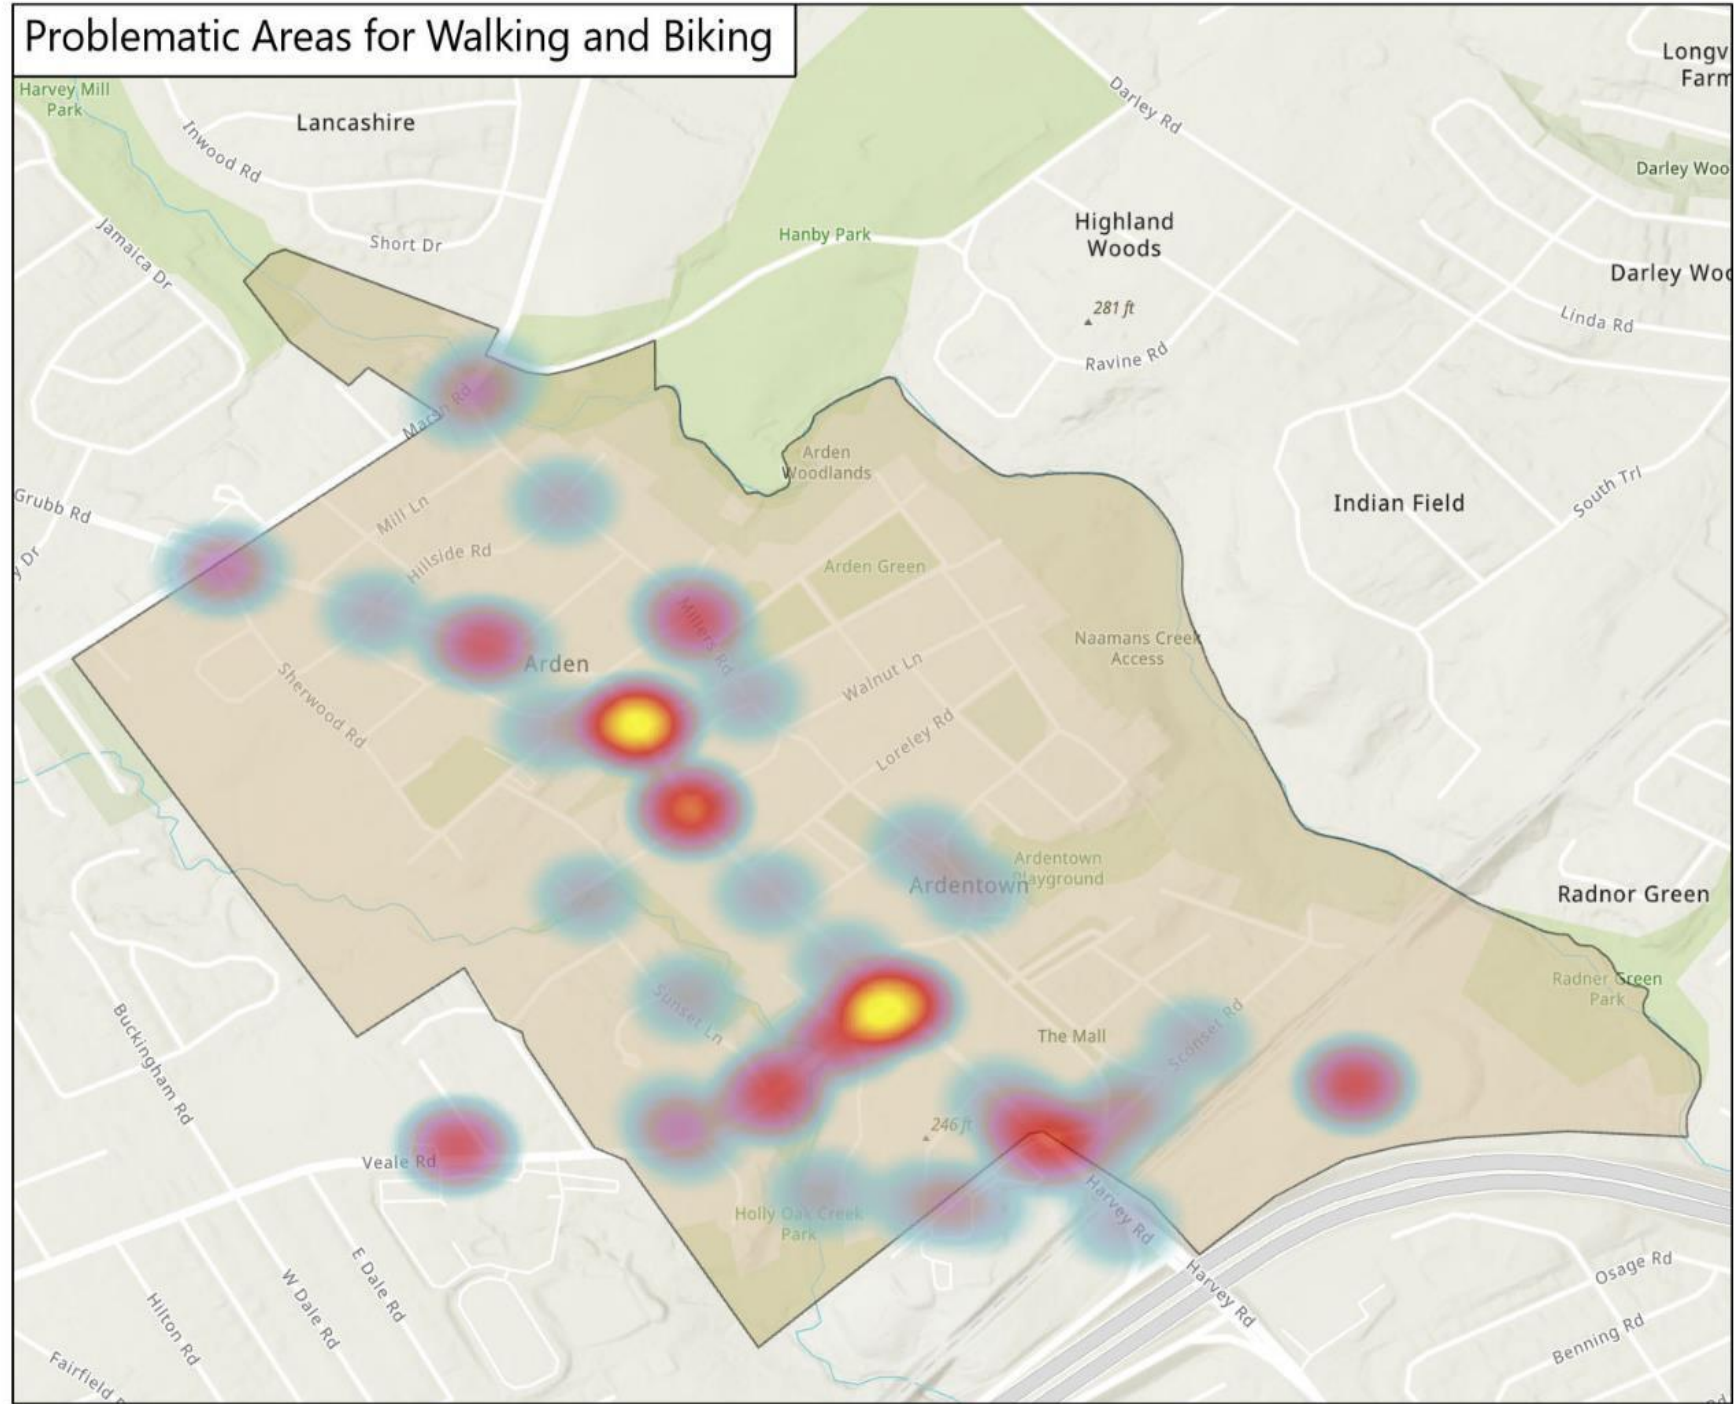 Problematic Areas for Walking and Biking
Longv
Farm
Harvey Mill
Park
Lancashire
Inwood Rd
Darley Rd
Darley Woo
Short Dr
Jamaica Dr
Hanby Park
Highland
Woods
Darley Woo
281 ft
Linda Rd
Ravine Rd
Marsh Rd
Arden
Woodlands
Grubb Rd
Mill Ln
Hillside Rd
Indian Field
South Trl
y Dr
Arden Green
Millers Rd
Naamans Creek
Access
Arden
Walnut Ln
Sherwood Rd
Loreley Rd
Ardentown
Playground
Ardentown
Radnor Green
Radner Green
Park
Sunset Ln
The Mall
Sconset Rd
Buckingham Rd
246 ft
Veale Rd
Harvey Rd
Holly Oak Creek
Park
E Dale Rd
W Dale Rd
Hilton Rd
Harvey Rd
Osage Rd
Benning Rd
Fairfield
Rd